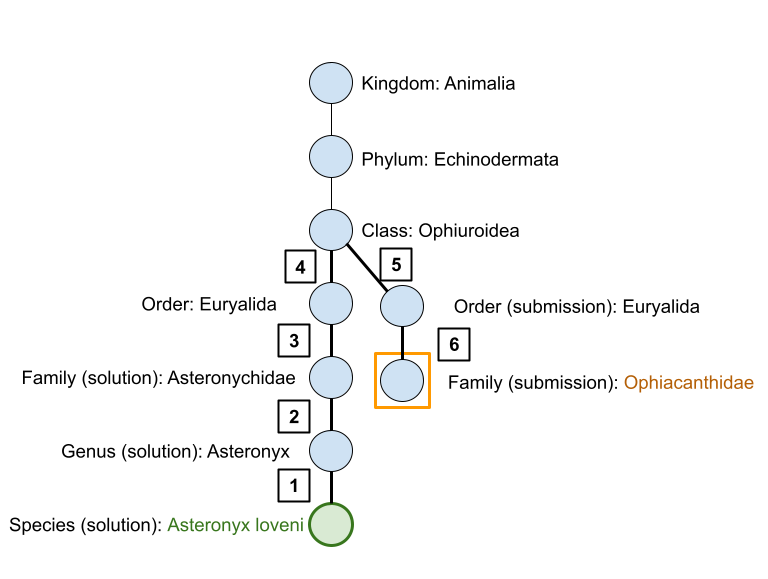 Kingdom: Animalia
Phylum: Echinodermata
Class: Ophiuroidea
4
5
Order: Euryalida
Order (submission): Euryalida
3
6
Family (solution): Asteronychidae
Family (submission): Ophiacanthidae
2
Genus (solution): Asteronyx
1
Species (solution): Asteronyx loveni